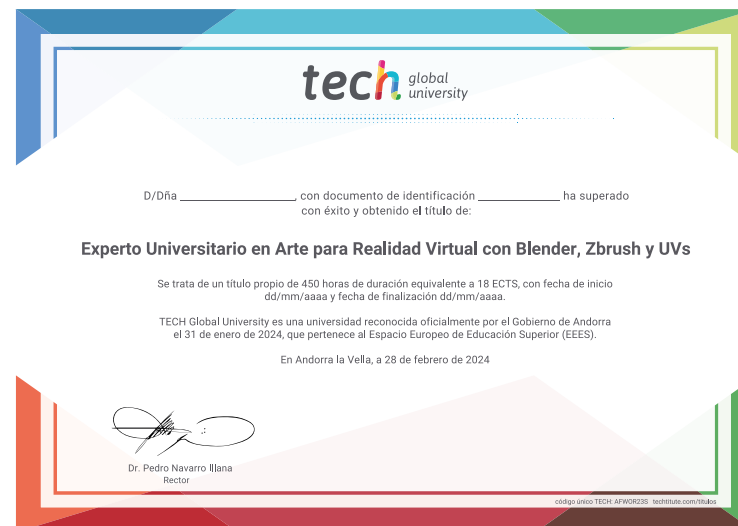 tech global university
D/Dña ______________, con documento de identificación ______________ ha superado
con éxito y obtenido el título de:
Experto Universitario en Arte para Realidad Virtual con Blender, Zbrush y UVs
Se trata de un título propio de 450 horas de duración equivalente a 18 ECTS, con fecha de inicio
dd/mm/aaaa y fecha de finalización dd/mm/aaaa.
TECH Global University es una universidad reconocida oficialmente por el Gobierno de Andorra
el 31 de enero de 2024, que pertenece al Espacio Europeo de Educación Superior (EEES).
En Andorra la Vella, a 28 de febrero de 2024
Dr. Pedro Navarro Illana
Rector
código único TECH: AFWOR23S techtitute.com/titulos